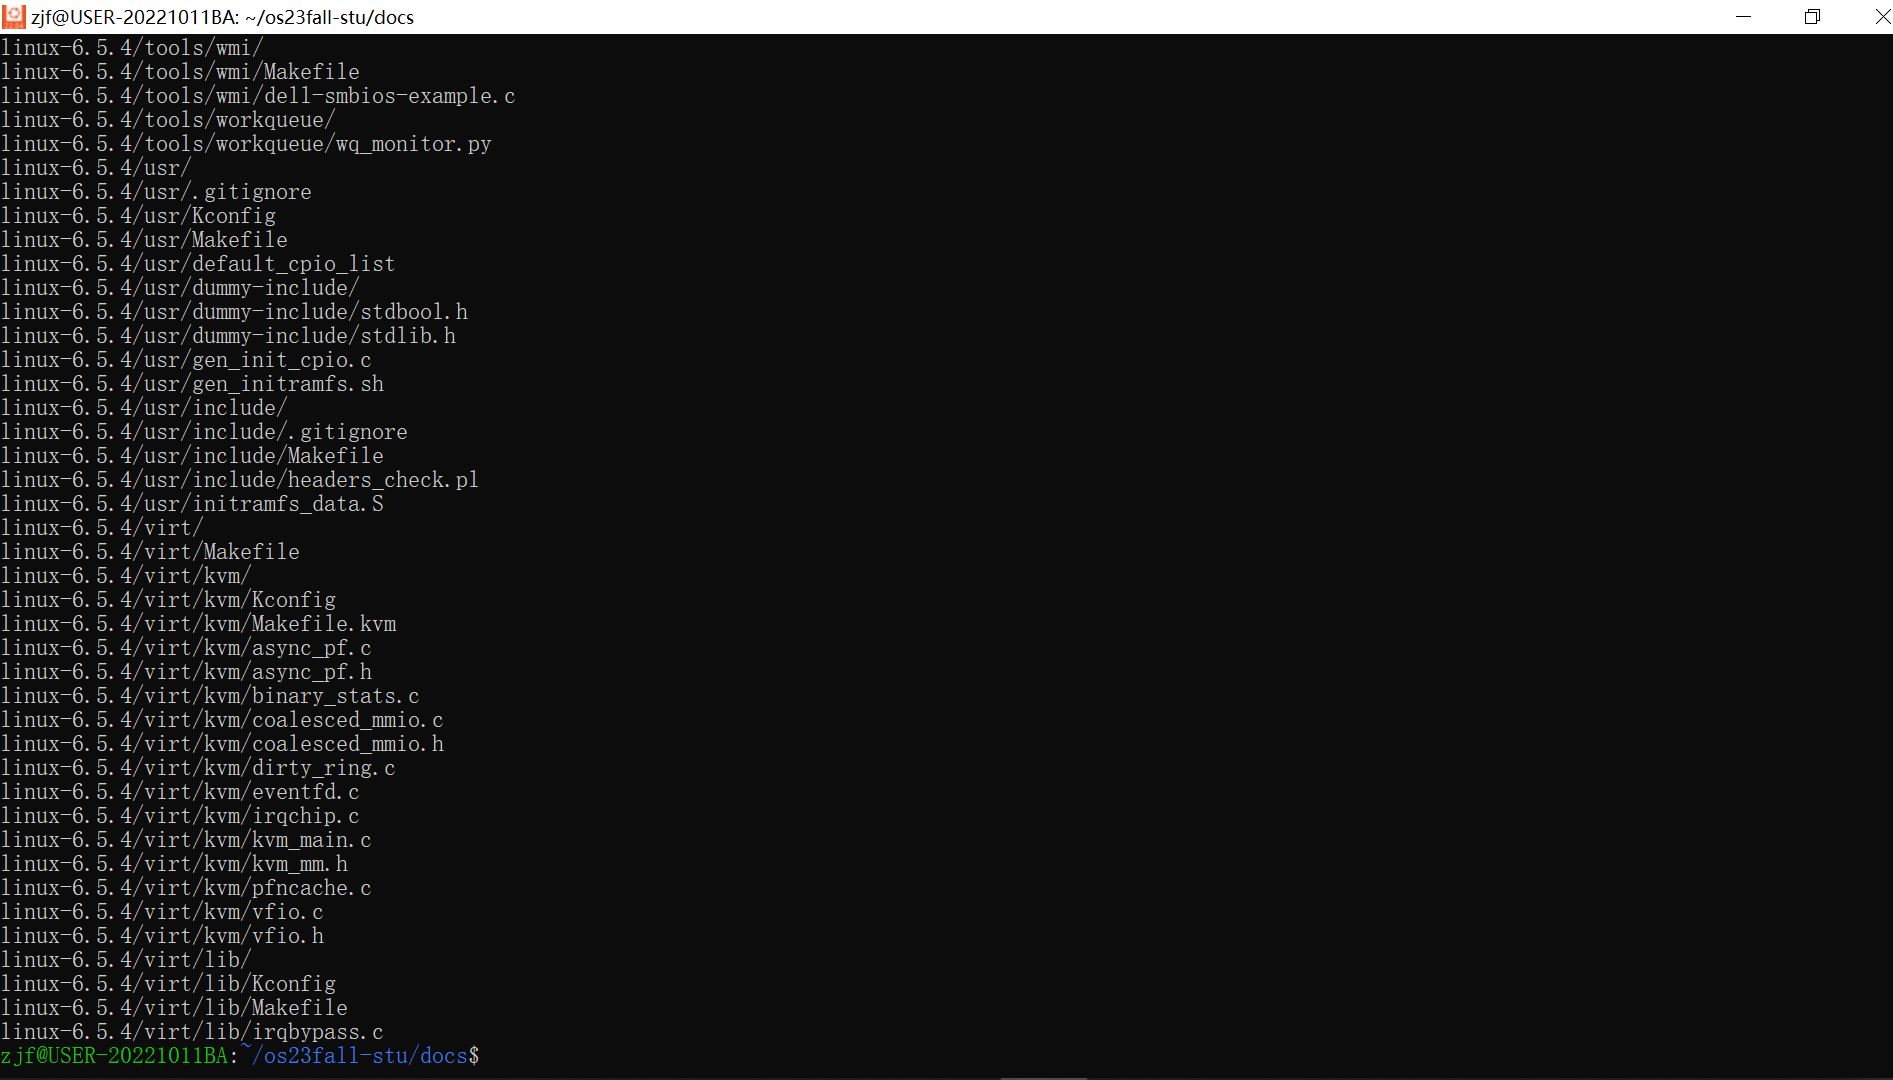 zjf@USER-20221011BA: ~/os23fall-stu/docs
linux-6.5.4/tools/wmi/
linux-6.5.4/tools/wmi/Makefile
linux-6.5.4/tools/wmi/dell-smbios-example.c
linux-6.5.4/tools/workqueue/
linux-6.5.4/tools/workqueue/wq_monitor.py
linux-6.5.4/usr/
linux-6.5.4/usr/.gitignore
linux-6.5.4/usr/Kconfig
linux-6.5.4/usr/Makefile
linux-6.5.4/usr/default_cpio_list
linux-6.5.4/usr/dummy-include/
linux-6.5.4/usr/dummy-include/stdbool.h
linux-6.5.4/usr/dummy-include/stdlib.h
linux-6.5.4/usr/gen_init_cpio.c
linux-6.5.4/usr/gen_initramfs.sh
linux-6.5.4/usr/include/
linux-6.5.4/usr/include/.gitignore
linux-6.5.4/usr/include/Makefile
linux-6.5.4/usr/include/headers_check.pl
linux-6.5.4/usr/initramfs_data.S
linux-6.5.4/virt/
linux-6.5.4/virt/Makefile
linux-6.5.4/virt/kvm/
linux-6.5.4/virt/kvm/Kconfig
linux-6.5.4/virt/kvm/Makefile.kvm
linux-6.5.4/virt/kvm/async_pf.c
linux-6.5.4/virt/kvm/async_pf.h
linux-6.5.4/virt/kvm/binary_stats.c
linux-6.5.4/virt/kvm/coalesced_mmio.c
linux-6.5.4/virt/kvm/coalesced_mmio.h
linux-6.5.4/virt/kvm/dirty_ring.c
linux-6.5.4/virt/kvm/eventfd.c
linux-6.5.4/virt/kvm/irqchip.c
linux-6.5.4/virt/kvm/kvm_main.c
linux-6.5.4/virt/kvm/kvm_mm.h
linux-6.5.4/virt/kvm/pfncache.c
linux-6.5.4/virt/kvm/vfio.c
linux-6.5.4/virt/kvm/vfio.h
linux-6.5.4/virt/lib/
linux-6.5.4/virt/lib/Kconfig
linux-6.5.4/virt/lib/Makefile
linux-6.5.4/virt/lib/irqbypass.c
zjf@USER-20221011BA:~/os23fall-stu/docs$